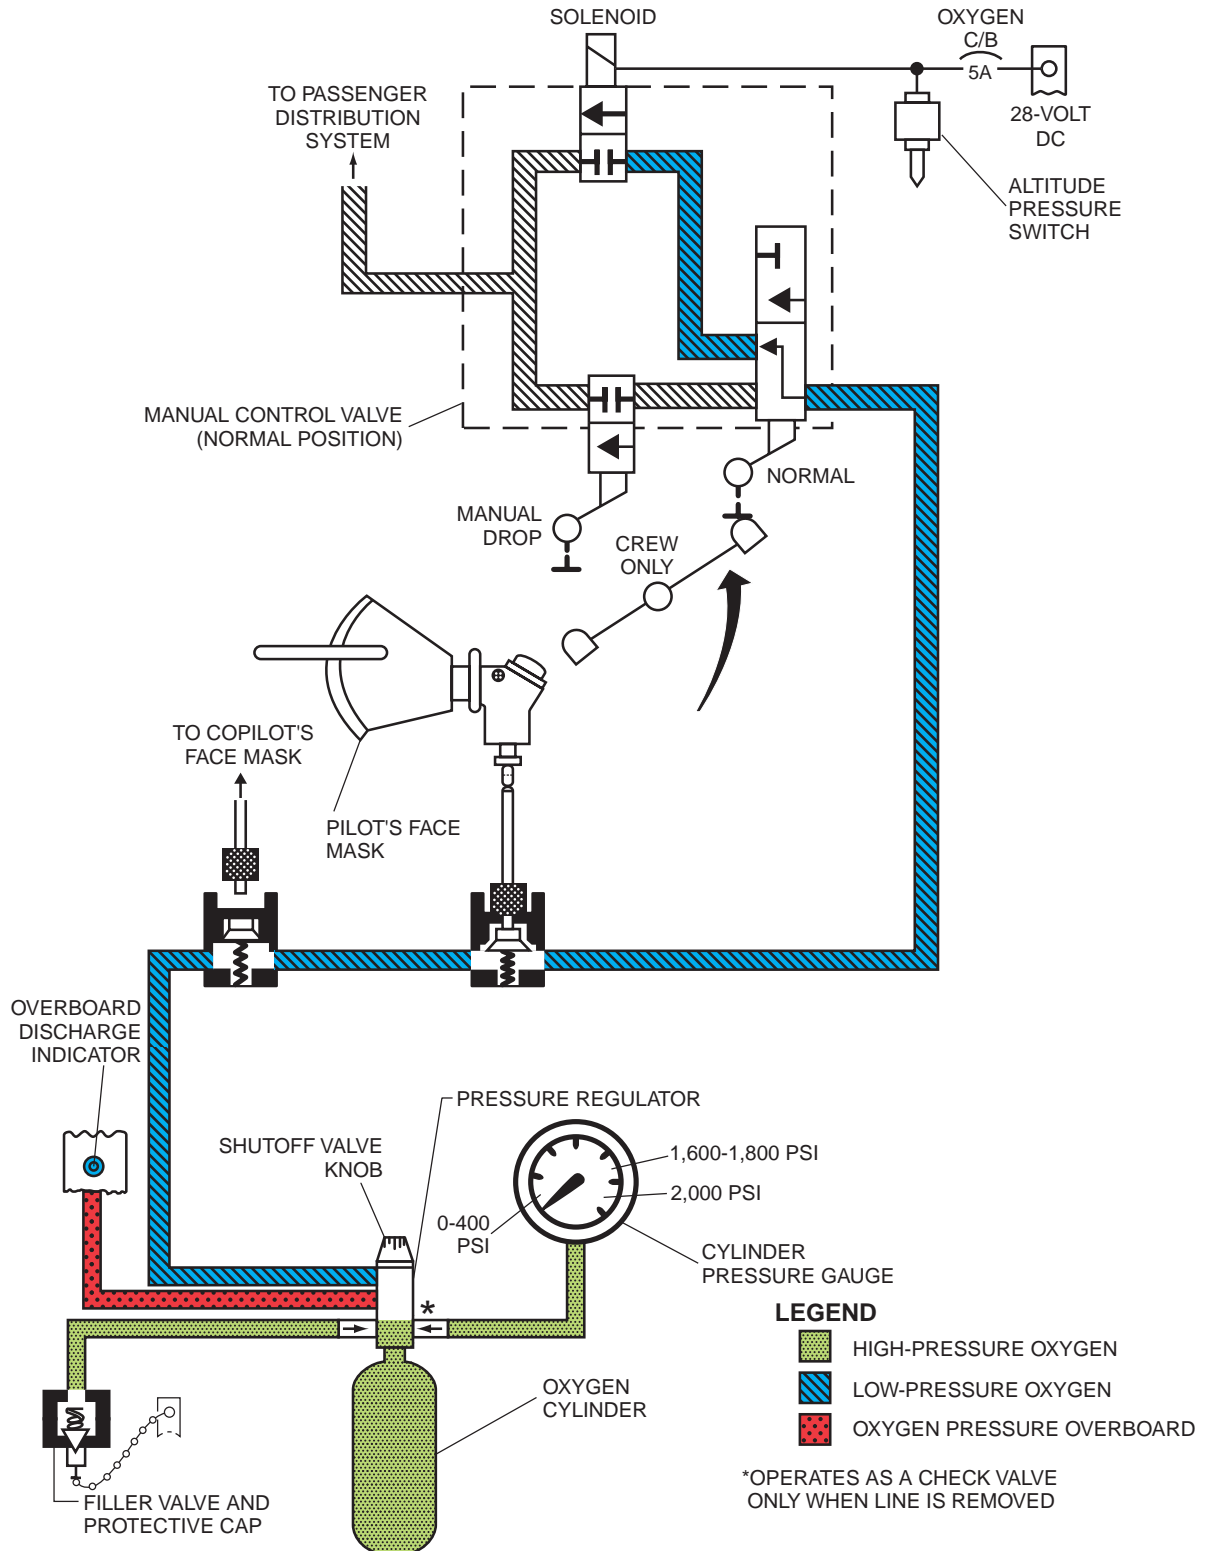 SOLENOID
OXYGEN
C/B
5A
28-VOLT
DC
TO PASSENGER
DISTRIBUTION
SYSTEM
ALTITUDE
PRESSURE
SWITCH
MANUAL CONTROL VALVE
(NORMAL POSITION)
NORMAL
MANUAL
DROP
CREW
ONLY
TO COPILOT'S
FACE MASK
PILOT'S FACE
MASK
OVERBOARD
DISCHARGE
INDICATOR
PRESSURE REGULATOR
SHUTOFF VALVE
KNOB
1,600-1,800 PSI
2,000 PSI
0-400
PSI
CYLINDER
PRESSURE GAUGE
*
LEGEND
HIGH-PRESSURE OXYGEN
LOW-PRESSURE OXYGEN
OXYGEN PRESSURE OVERBOARD
OXYGEN
CYLINDER
*OPERATES AS A CHECK VALVE
ONLY WHEN LINE IS REMOVED
FILLER VALVE AND
PROTECTIVE CAP